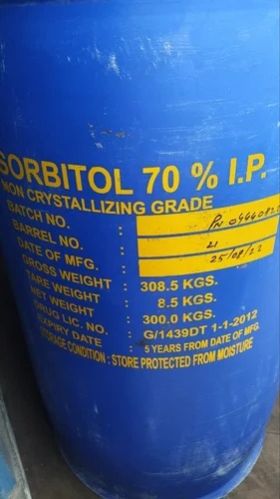 SORBITOL 70 % I.P.
NON CRYSTALLIZING GRADE
BATCH NO. :
BARREL NO. : 21
DATE OF MFG. : 25/08/22
GROSS WEIGHT : 308.5 KGS.
TARE WEIGHT : 8.5 KGS.
NET WEIGHT : 300.0 KGS.
DRUG LIC. NO. : G/1439DT 1-1-2012
EXPIRY DATE : 5 YEARS FROM DATE OF MFG.
STORAGE CONDITION : STORE PROTECTED FROM MOISTURE